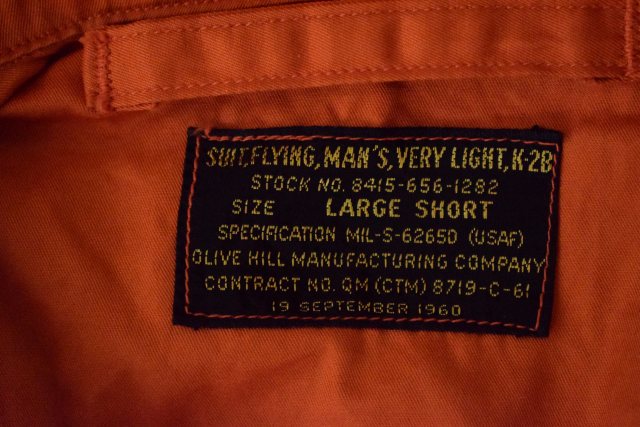 SUIT, FLYING, MAN'S, VERY LIGHT, K-2B
STOCK NO. 8415-656-1282
SIZE LARGE SHORT
SPECIFICATION MIL-S-6265D (USAF)
OLIVE HILL MANUFACTURING COMPANY
CONTRACT NO. QM (CTM) 8719-C-61
19 SEPTEMBER 1960